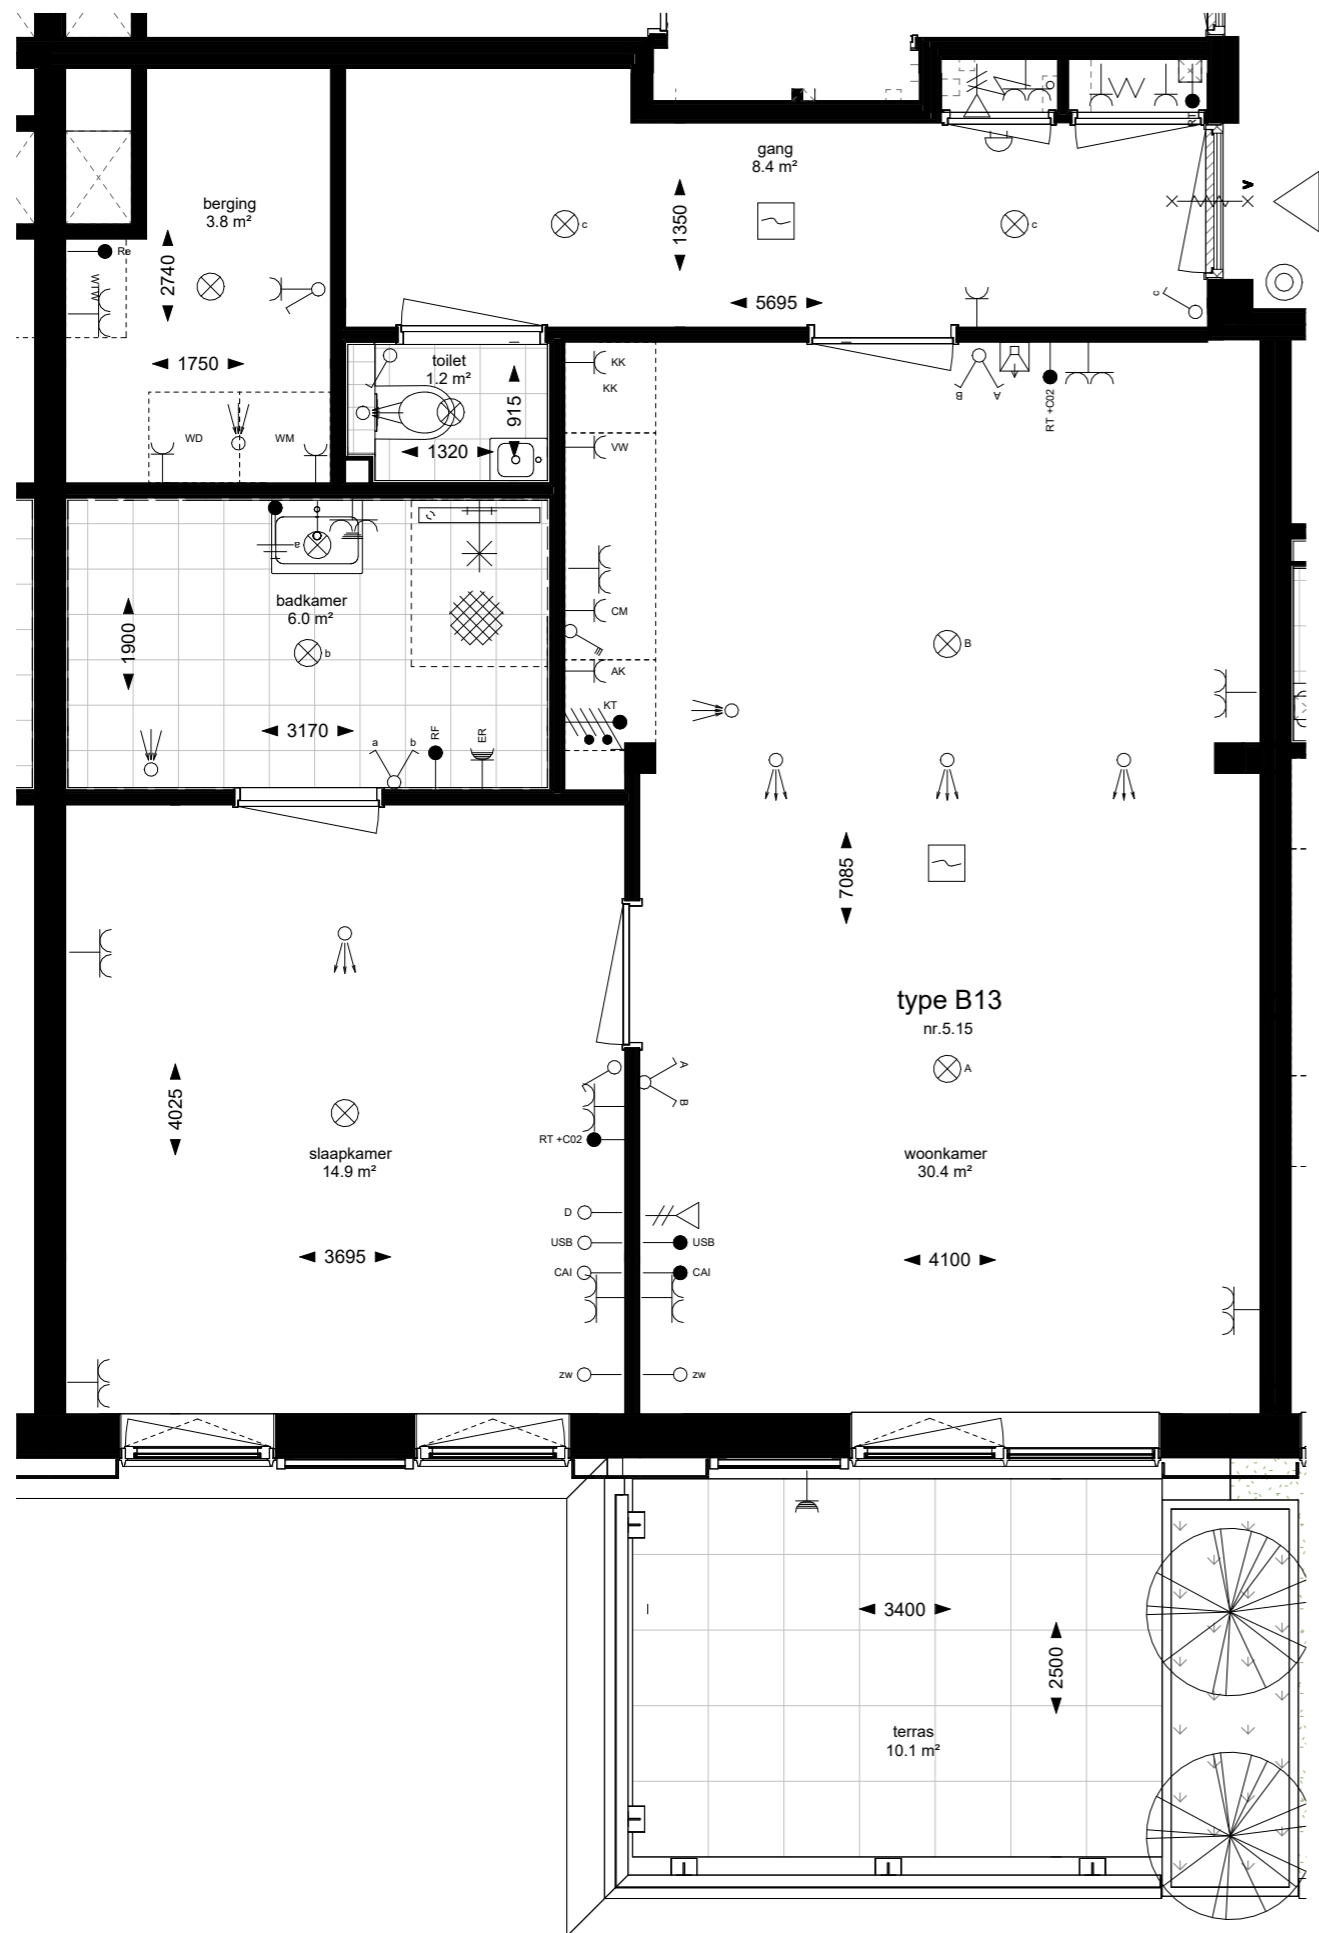 RT
gang
8.4 m²
berging
3.8 m²
c
c
1350
Re
WTW
2740
5695
c
1750
toilet
1.2 m²
KK
KK
915
B
A
RT +C02
WD
WM
1320
VW
a
badkamer
6.0 m²
CM
1900
b
B
AK
KT
3170
a
b
RF
ER
7085
type B13
nr.5.15
A
A
B
4025
RT +C02
slaapkamer
14.9 m²
woonkamer
30.4 m²
D
USB
USB
3695
4100
CAI
CAI
zw
zw
3400
2500
terras
10.1 m²